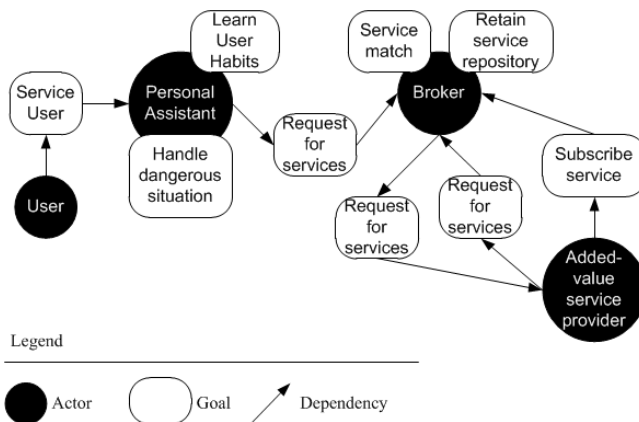 Learn
User
Habits
Service
match
Retain
service
repository
Service
User
Personal
Assistant
Broker
Request
for
services
Handle
dangerous
situation
Subscribe
service
User
Request
for
services
Request
for
services
Added-
value
service
provider
Legend
Actor
Goal
Dependency